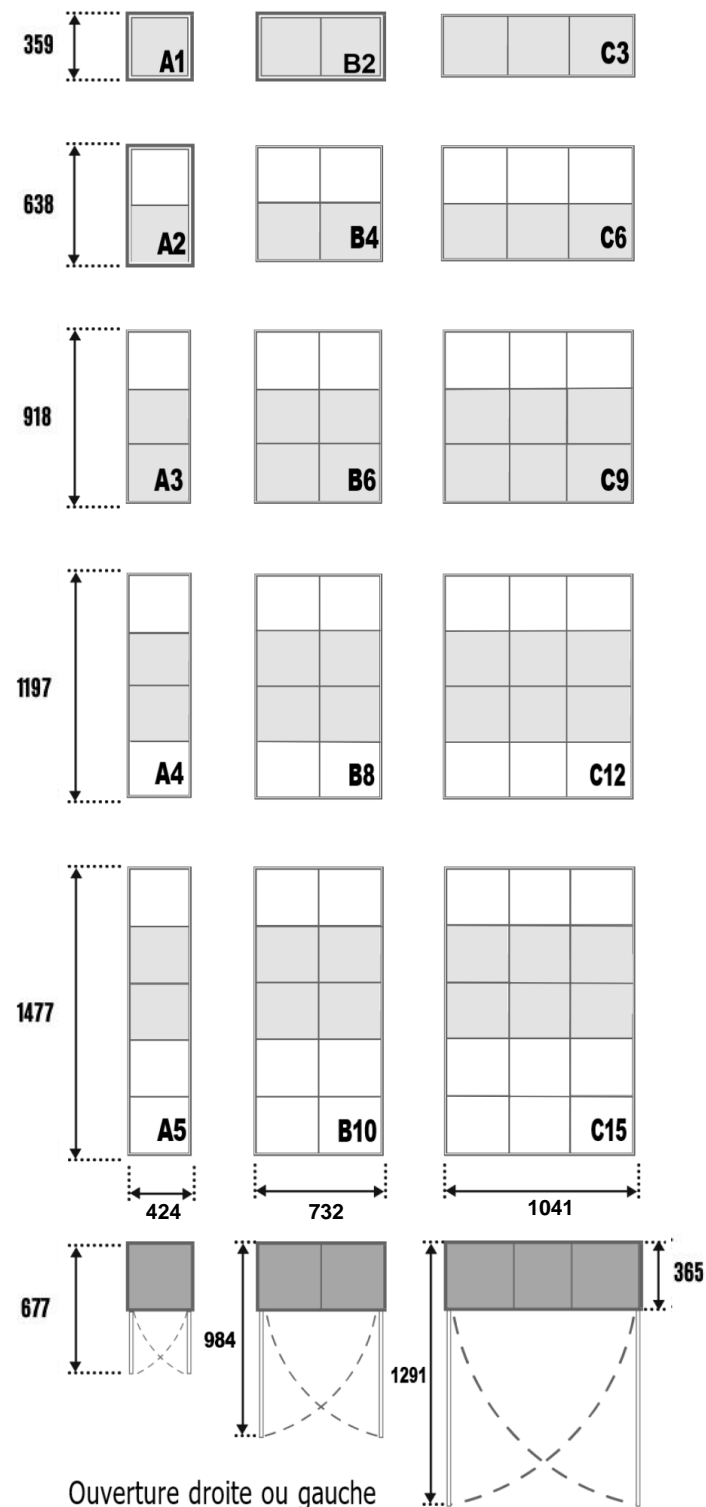 359
A1
B2
C3
638
A2
B4
C6
918
A3
B6
C9
1197
A4
B8
C12
1477
A5
B10
C15
424
732
1041
677
984
1291
365
Ouverture droite ou gauche